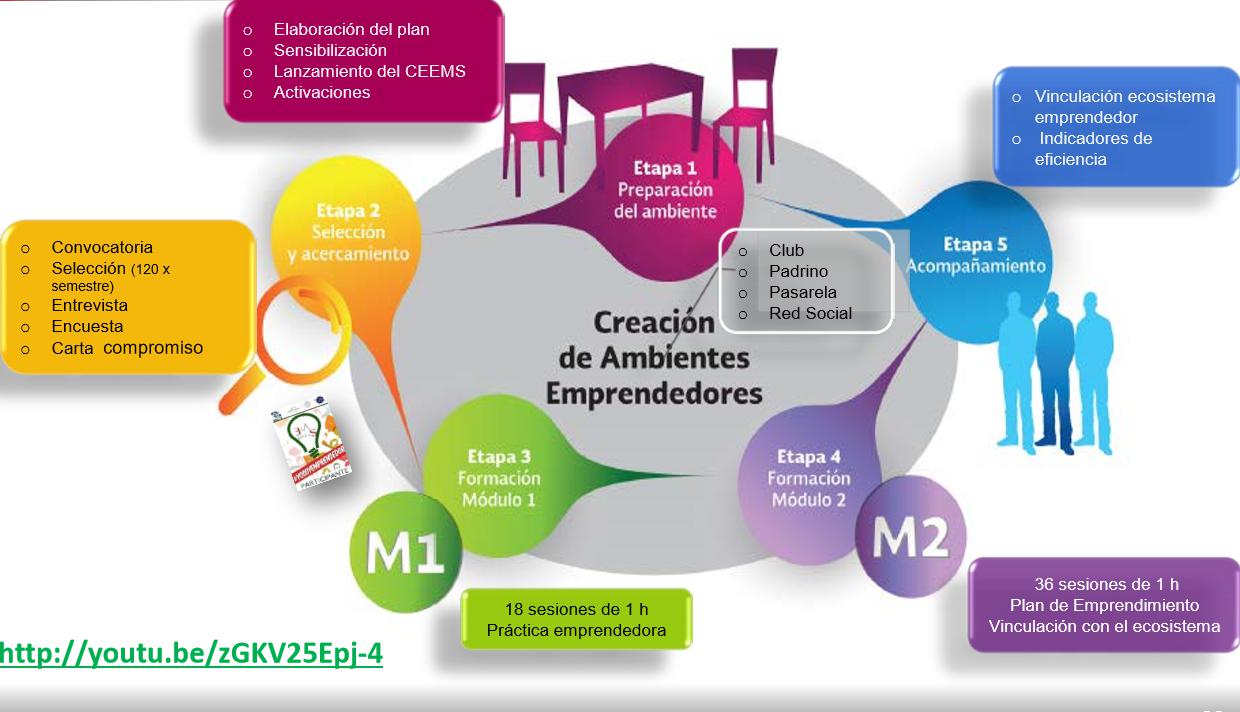 ○ Elaboración del plan
○ Sensibilización
○ Lanzamiento del CEEMS
○ Activaciones
Etapa 1
Preparación
del ambiente
Etapa 2
Selección
y acercamiento
○ Convocatoria
○ Selección (120 x
semestre)
○ Entrevista
○ Encuesta
○ Carta compromiso
○ Vinculación ecosistema
emprendedor
○ Indicadores de
eficiencia
Etapa 5
Acompañamiento
○ Club
○ Padrino
○ Pasarela
○ Red Social
Creación
de Ambientes
Emprendedores
Etapa 3
Formación
Módulo 1
M1
18 sesiones de 1 h
Práctica emprendedora
Etapa 4
Formación
Módulo 2
M2
36 sesiones de 1 h
Plan de Emprendimiento
Vinculación con el ecosistema
PARTICIPANTE
http://youtu.be/zGKV25Epj-4